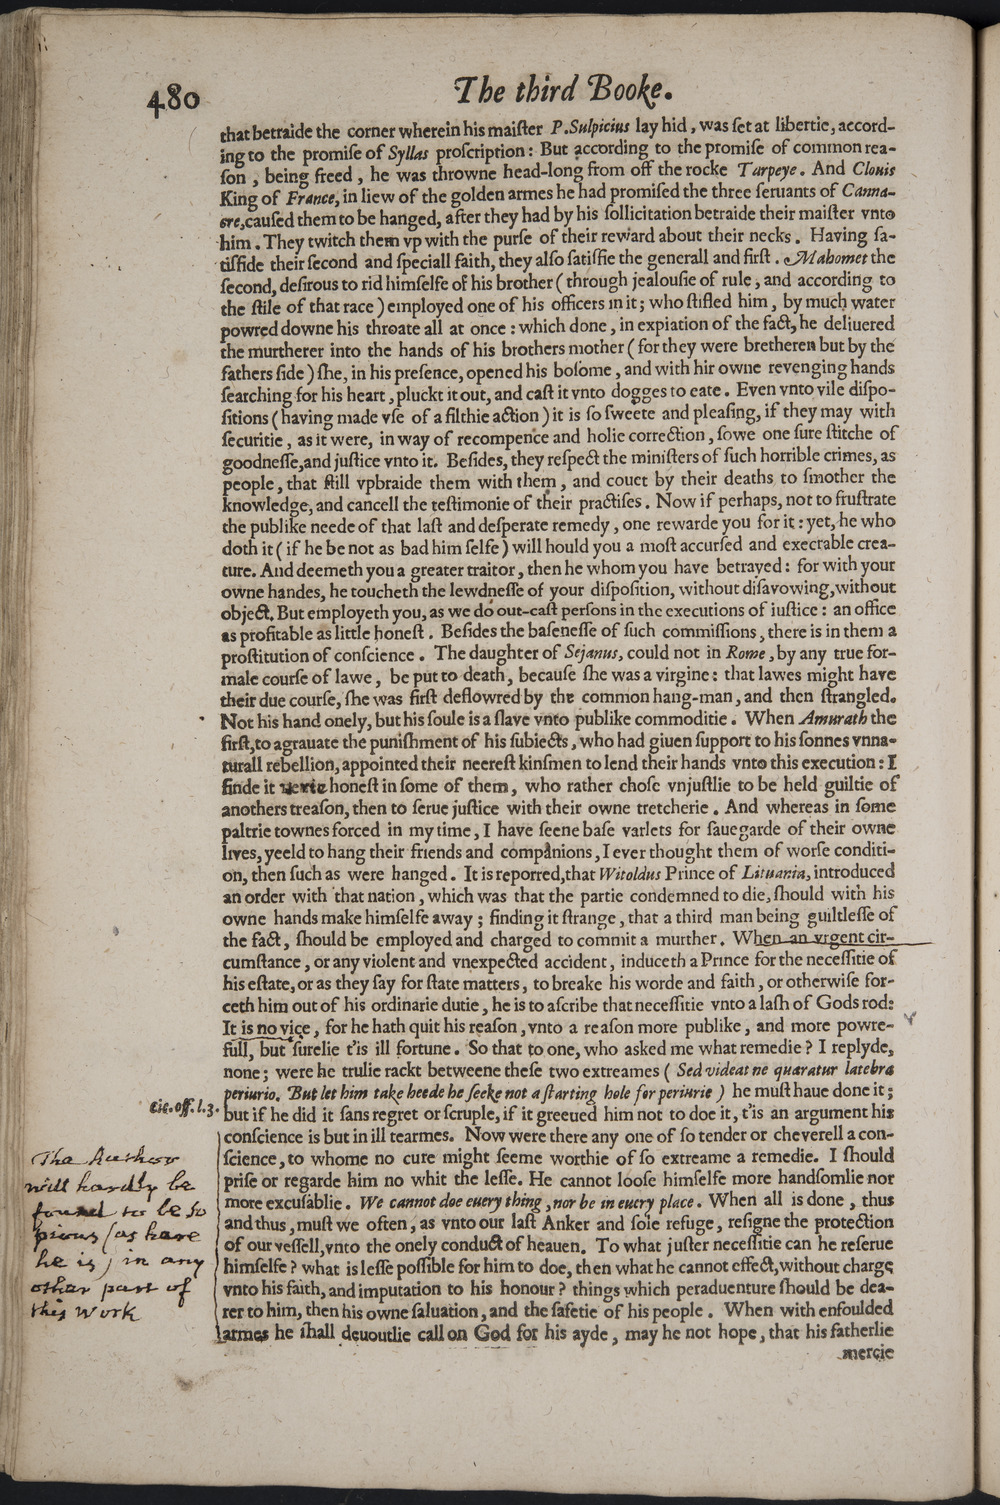 480
The third Booke.
that betraide the corner wherein his maiſter P. Sulpicius lay hid, was ſet at libertie, accord-
ing to the promiſe of Syllas proſcription: But according to the promiſe of common rea-
ſon, being freed, he was throwne head-long from off the rocke Tarpeye. And Clouis
King of France, in liew of the golden armes he had promiſed the three ſeruants of Canna-
cre, cauſed them to be hanged, after they had by his ſollicitation betraide their maiſter vnto
him. They twitch them vp with the purſe of their reward about their necks. Having ſa-
tiſfide their ſecond and ſpeciall faith, they alſo ſatiſfie the generall and firſt. Mahomet the
ſecond, deſirous to rid himſelfe of his brother (through jealouſie of rule, and according to
the ſtile of that race) employed one of his officers in it; who ſtifled him, by much water
powred downe his throate all at once: which done, in expiation of the fact, he deliuered
the murtherer into the hands of his brothers mother (for they were bretheren but by the
fathers ſide) ſhe, in his preſence, opened his boſome, and with hir owne revenging hands
ſearching for his heart, pluckt it out, and caſt it vnto dogges to eate. Even vnto vile diſpo-
ſitions (having made vſe of a filthie action) it is ſo ſweete and pleaſing, if they may with
ſecuritie, as it were, in way of recompence and holie correction, ſowe one ſure ſtitche of
goodneſſe, and juſtice vnto it. Beſides, they reſpect the miniſters of ſuch horrible crimes, as
people, that ſtill vpbraide them with them, and couet by their deaths to ſmother the
knowledge, and cancell the teſtimonie of their practiſes. Now if perhaps, not to fruſtrate
the publike neede of that laſt and deſperate remedy, one rewarde you for it: yet, he who
doth it (if he be not as bad him ſelfe) will hould you a moſt accurſed and execrable crea-
ture. And deemeth you a greater traitor, then he whom you have betrayed: for with your
owne handes, he toucheth the lewdneſſe of your diſpoſition, without diſavowing, without
object. But employeth you, as we do out-caſt perſons in the executions of iuſtice: an office
as profitable as little honeſt. Beſides the baſeneſſe of ſuch commiſſions, there is in them a
proſtitution of conſcience. The daughter of Sejanus, could not in Rome, by any true for-
male courſe of lawe, be put to death, becauſe ſhe was a virgine: that lawes might have
their due courſe, ſhe was firſt deflowred by the common hang-man, and then ſtrangled.
Not his hand onely, but his ſoule is a ſlave vnto publike commoditie. When Amurath the
firſt, to agrauate the puniſhment of his ſubiects, who had giuen ſupport to his ſonnes vnna-
turall rebellion, appointed their neereſt kinſmen to lend their hands vnto this execution: I
finde it verie honeſt in ſome of them, who rather choſe vnjuſtlie to be held guiltie of
anothers treaſon, then to ſerue juſtice with their owne tretcherie. And whereas in ſome
paltrie townes forced in my time, I have ſeene baſe varlets for ſauegarde of their owne
lives, yeeld to hang their friends and companions, I ever thought them of worſe conditi-
on, then ſuch as were hanged. It is reporred, that Witoldus Prince of Lituania, introduced
an order with that nation, which was that the partie condemned to die, ſhould with his
owne hands make himſelfe away; finding it ſtrange, that a third man being guiltleſſe of
the fact, ſhould be employed and charged to commit a murther. When an vrgent cir-
cumſtance, or any violent and vnexpected accident, induceth a Prince for the neceſſitie of
his eſtate, or as they ſay for ſtate matters, to breake his worde and faith, or otherwiſe for-
ceth him out of his ordinarie dutie, he is to aſcribe that neceſſitie vnto a laſh of Gods rod:
It is no vice, for he hath quit his reaſon, vnto a reaſon more publike, and more powre-
full, but ſurelie t'is ill fortune. So that to one, who asked me what remedie? I replyde,
none; were he trulie rackt betweene theſe two extreames (Sed videat ne quæratur latebra
periurio. But let him take heede he ſeeke not a ſtarting hole for periurie) he muſt haue done it;
Cic. off. l. 3.
but if he did it ſans regret or ſcruple, if it greeued him not to doe it, t'is an argument his
conſcience is but in ill tearmes. Now were there any one of ſo tender or cheverell a con-
ſcience, to whome no cure might ſeeme worthie of ſo extreame a remedie. I ſhould
priſe or regarde him no whit the leſſe. He cannot looſe himſelfe more handſomlie nor
more excuſablie. We cannot doe euery thing, nor be in euery place. When all is done, thus
and thus, muſt we often, as vnto our laſt Anker and ſole refuge, reſigne the protection
of our veſſell, vnto the onely conduct of heauen. To what juſter neceſſitie can he reſerue
himſelfe? what is leſſe poſſible for him to doe, then what he cannot effect, without charge
vnto his faith, and imputation to his honour? things which peraduenture ſhould be dea-
rer to him, then his owne ſaluation, and the ſafetie of his people. When with enfoulded
armes he ſhall deuoutlie call on God for his ayde, may he not hope, that his fatherlie
mercie
The Author
will hardly be
found to be so
pious (as here
he is) in any
other part of
this work